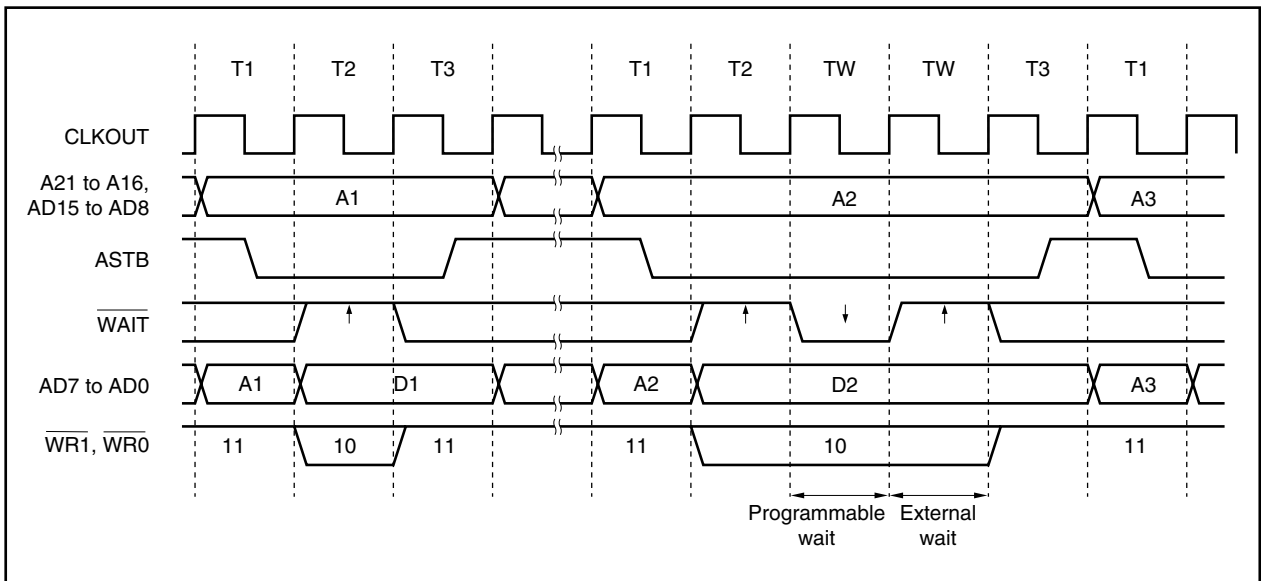 T1 T2 T3 T1 T2 TW TW T3 T1
CLKOUT
A21 to A16,
AD15 to AD8
A1 A2 A3
ASTB
WAIT
AD7 to AD0 A1 D1 A2 D2 A3
WR1, WR0 11 10 11 11 10 11
Programmable
wait
External
wait